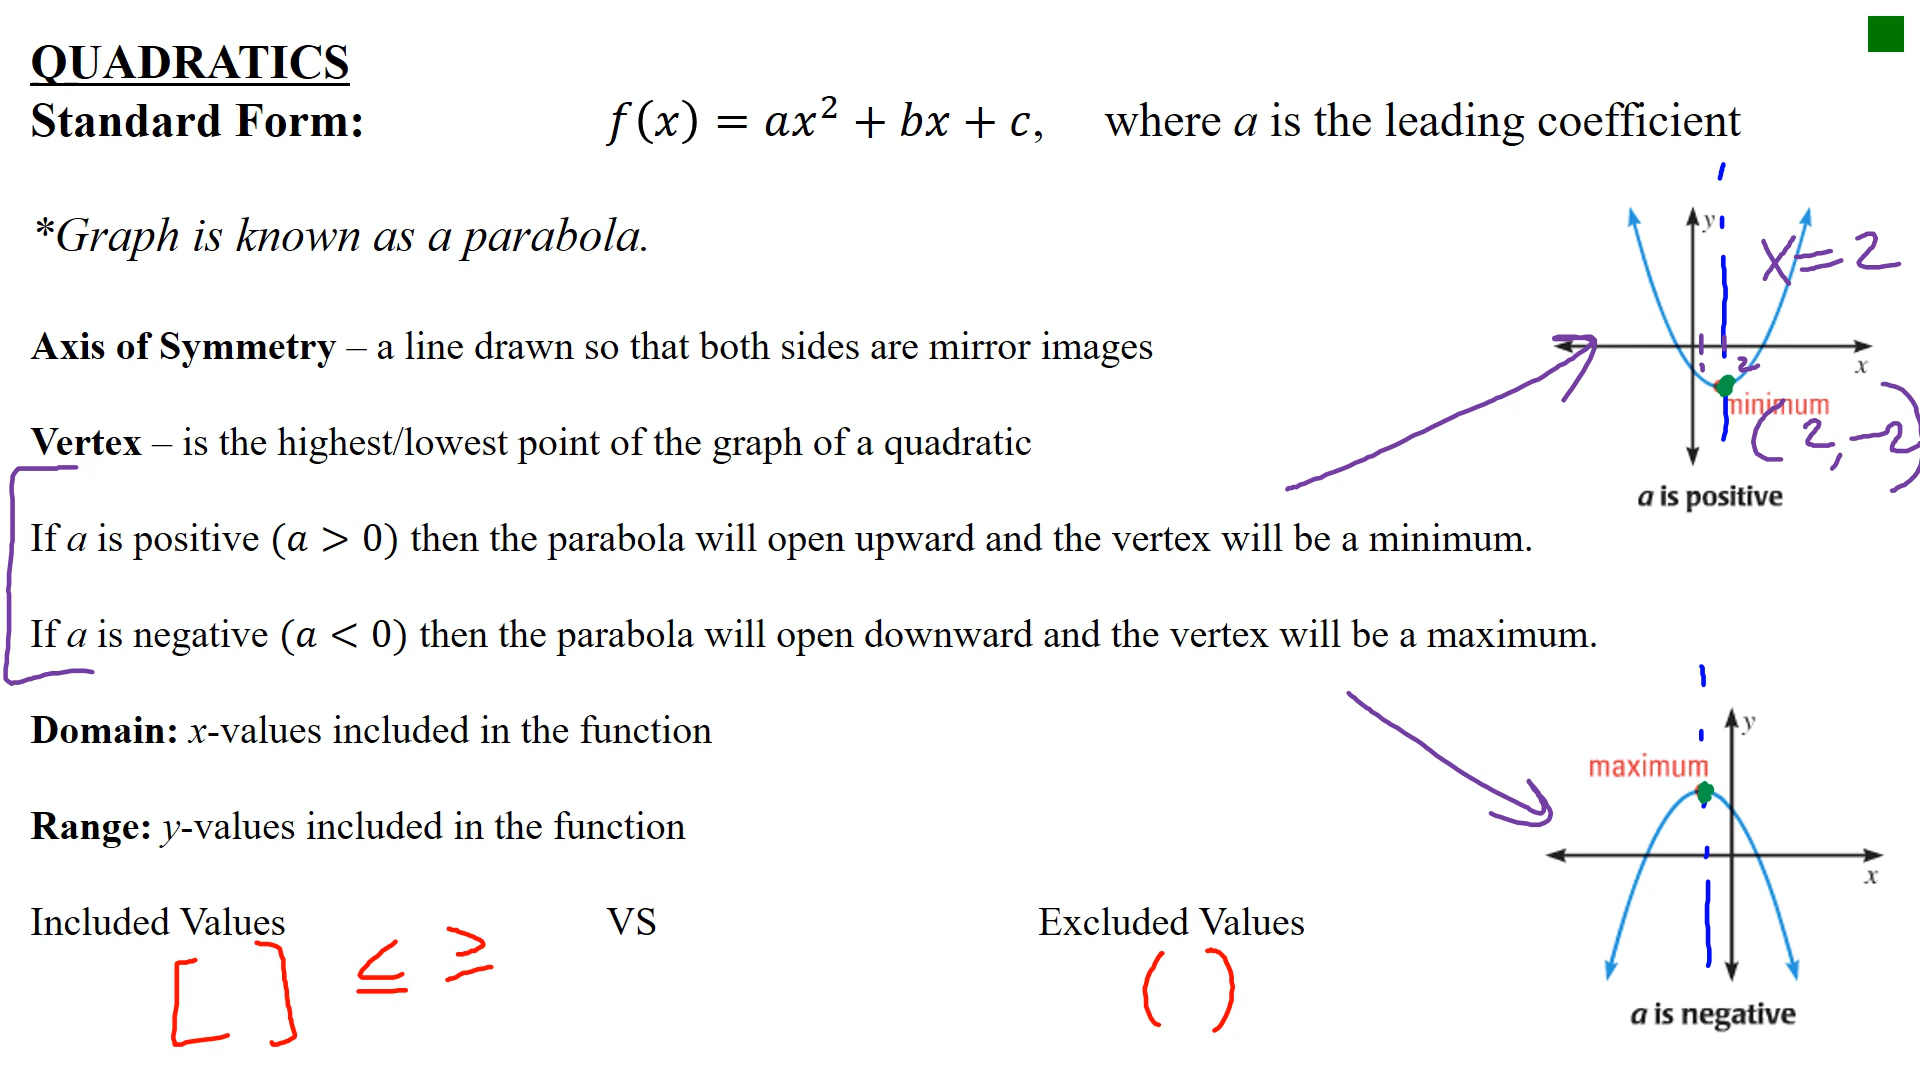 QUADRATICS
Standard Form: f(x) = ax² + bx + c, where a is the leading coefficient
*Graph is known as a parabola.
y
x = 2
Axis of Symmetry – a line drawn so that both sides are mirror images
1 2 x
minimum
(2, -2)
Vertex – is the highest/lowest point of the graph of a quadratic
a is positive
If a is positive (a > 0) then the parabola will open upward and the vertex will be a minimum.
If a is negative (a < 0) then the parabola will open downward and the vertex will be a maximum.
Domain: x-values included in the function
y
maximum
Range: y-values included in the function
x
Included Values VS Excluded Values
[ ] ≤ ≥ ( )
a is negative